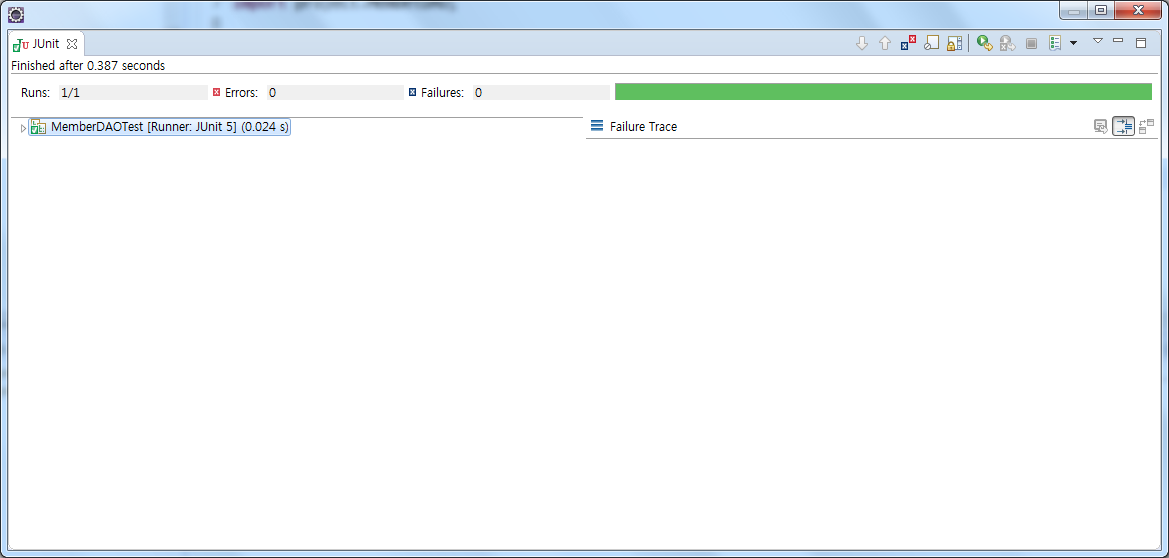 JUnit
Finished after 0.387 seconds
Runs: 1/1 Errors: 0 Failures: 0
MemberDAOTest [Runner: JUnit 5] (0.024 s)
Failure Trace